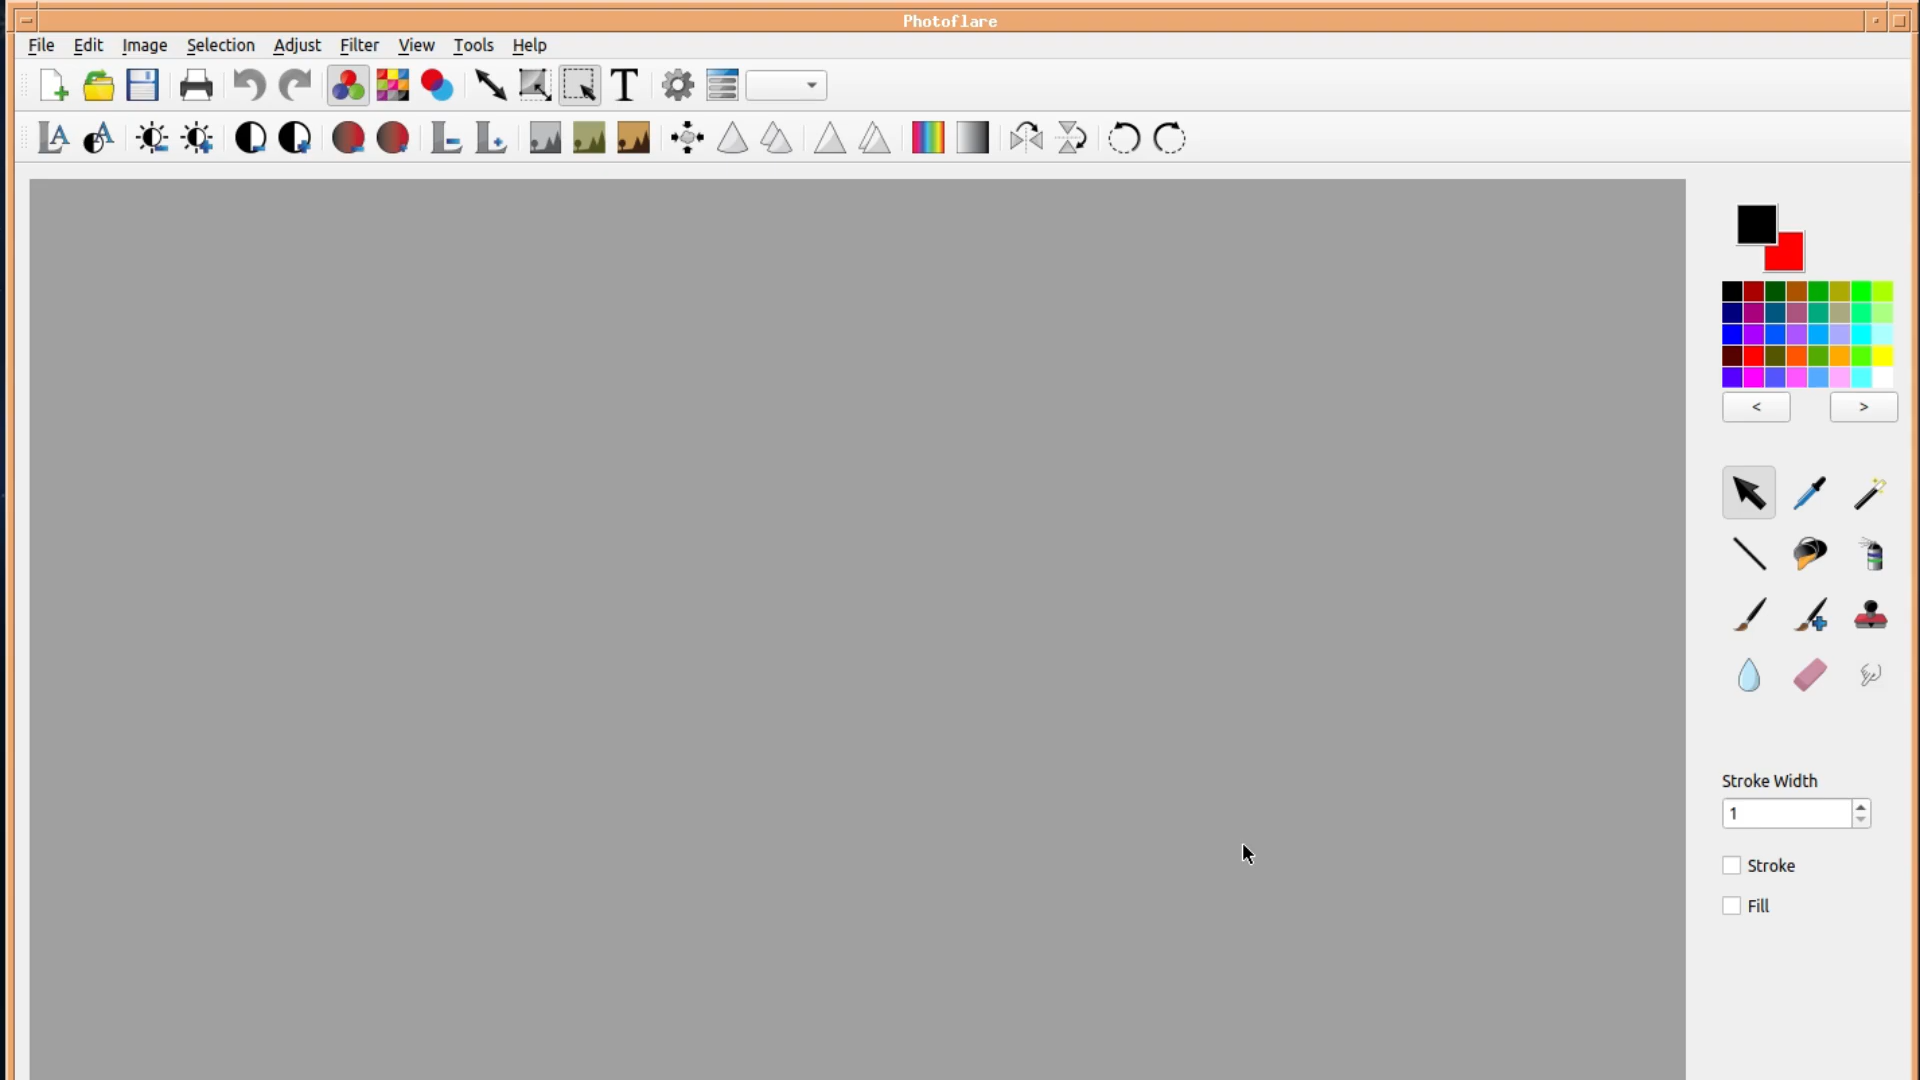 Photoflare
File Edit Image Selection Adjust Filter View Tools Help
T
< >
Stroke Width
1
Stroke
Fill